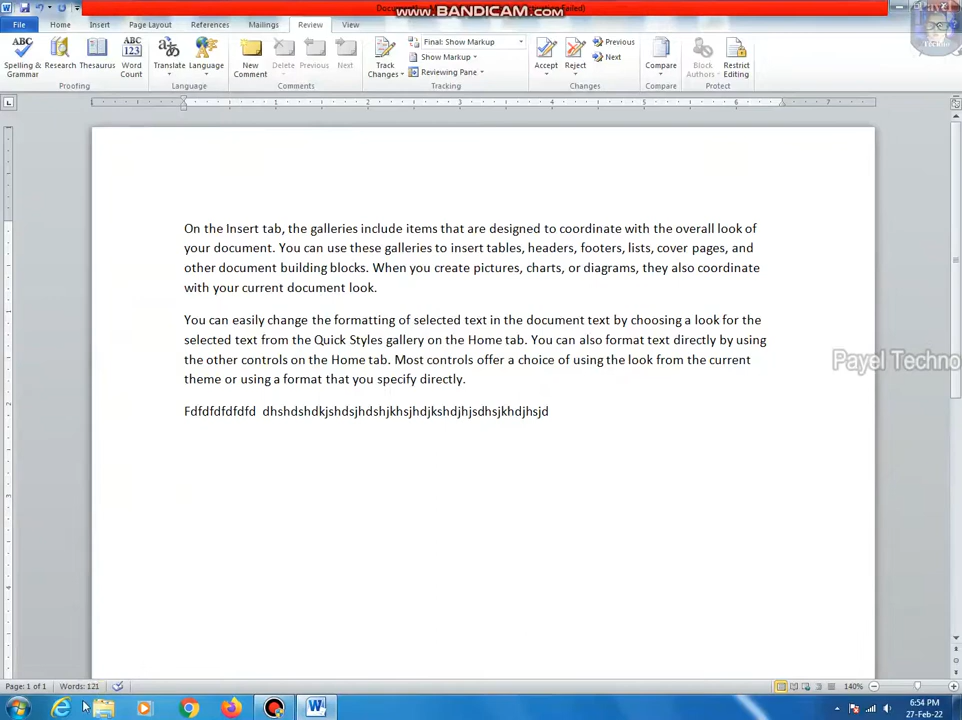 www.BANDICAM.com
File Home Insert Page Layout References Mailings Review View
ABC Spelling & Grammar
Research
Thesaurus
ABC 123 Word Count
Translate
Language
New Comment
Delete
Previous
Next
Track Changes
Final: Show Markup
Show Markup
Reviewing Pane
Accept
Reject
Previous
Next
Compare
Block Authors
Restrict Editing
Proofing Language Comments Tracking Changes Compare Protect
On the Insert tab, the galleries include items that are designed to coordinate with the overall look of
your document. You can use these galleries to insert tables, headers, footers, lists, cover pages, and
other document building blocks. When you create pictures, charts, or diagrams, they also coordinate
with your current document look.
You can easily change the formatting of selected text in the document text by choosing a look for the
selected text from the Quick Styles gallery on the Home tab. You can also format text directly by using
the other controls on the Home tab. Most controls offer a choice of using the look from the current
theme or using a format that you specify directly.
Payel Techno
Fdfdfdfdfdfd dhshdshdkjshdsjhdshjkhsjhdjkshdjhjsdhsjkhdjhsjd
Page: 1 of 1 Words: 121 140%
6:54 PM
27-Feb-22